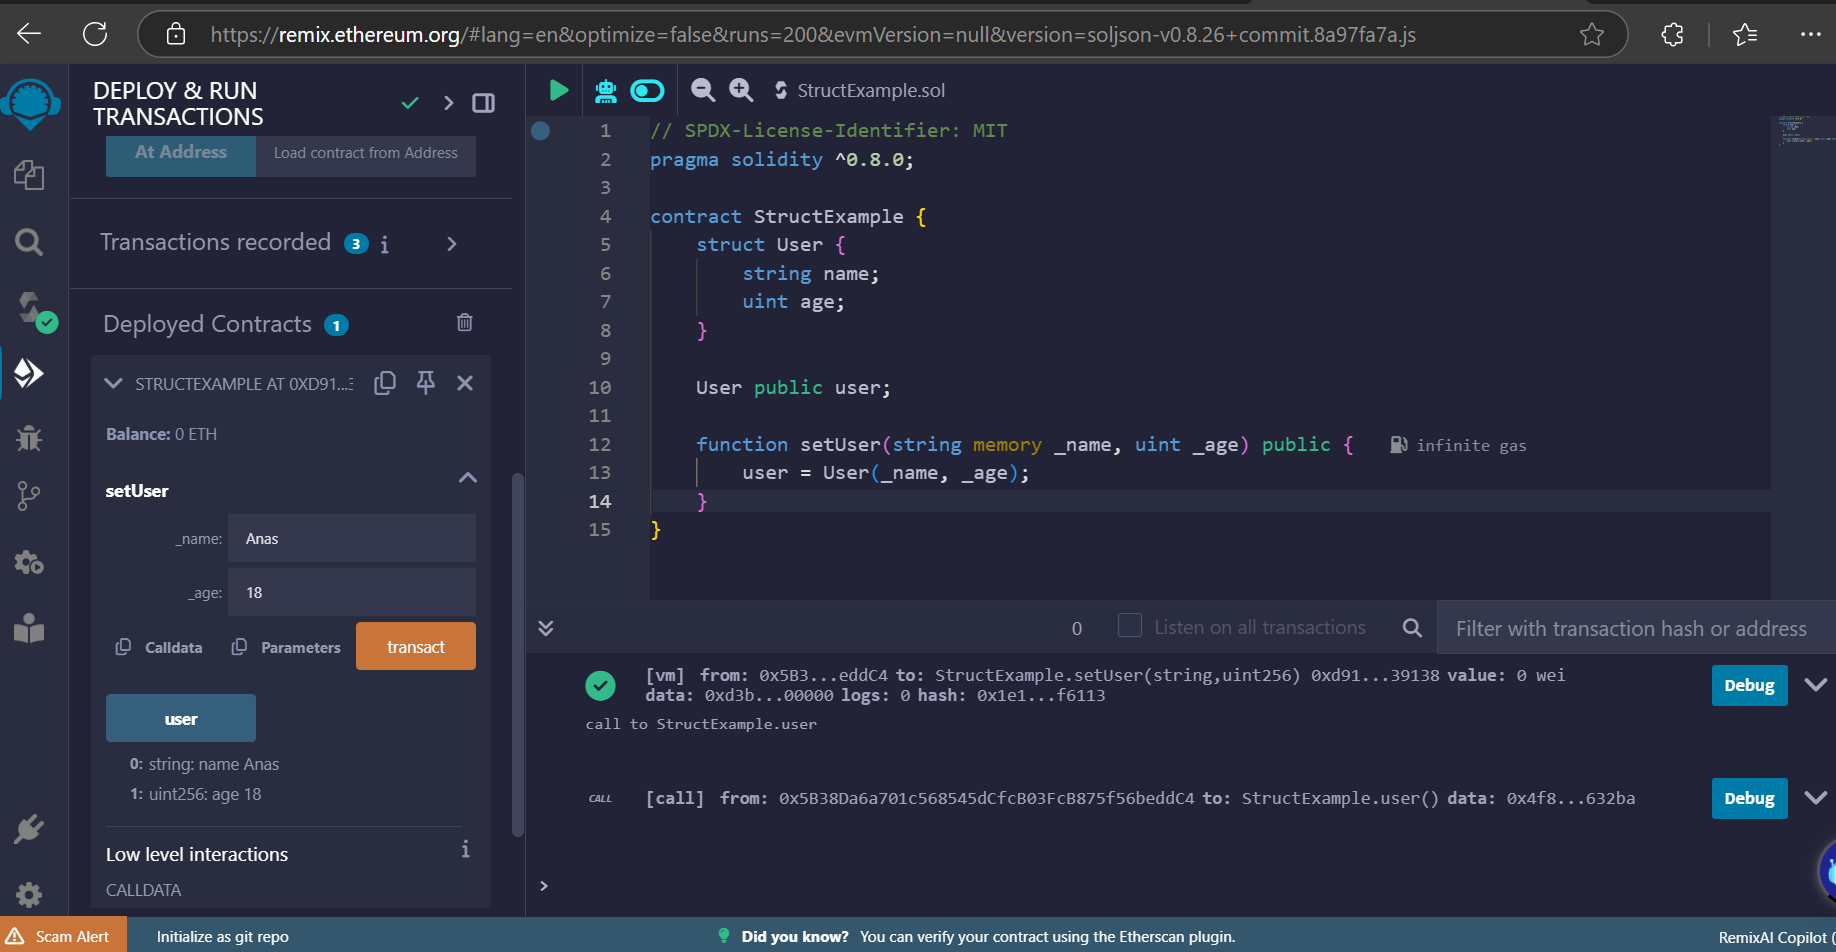 https://remix.ethereum.org/#lang=en&optimize=false&runs=200&evmVersion=null&version=soljson-v0.8.26+commit.8a97fa7a.js
DEPLOY & RUN
TRANSACTIONS
At Address
Load contract from Address
Transactions recorded 3 i
Deployed Contracts 1
STRUCTEXAMPLE AT 0XD91...3
Balance: 0 ETH
setUser
_name: Anas
_age: 18
Calldata
Parameters
transact
user
0: string: name Anas
1: uint256: age 18
Low level interactions i
CALLDATA
StructExample.sol
1 // SPDX-License-Identifier: MIT
2 pragma solidity ^0.8.0;
3
4 contract StructExample {
5 struct User {
6 string name;
7 uint age;
8 }
9
10 User public user;
11
12 function setUser(string memory _name, uint _age) public { infinite gas
13 user = User(_name, _age);
14 }
15 }
0
Listen on all transactions
Filter with transaction hash or address
[vm] from: 0x5B3...eddC4 to: StructExample.setUser(string,uint256) 0xd91...39138 value: 0 wei
data: 0xd3b...00000 logs: 0 hash: 0x1e1...f6113
Debug
call to StructExample.user
CALL [call] from: 0x5B38Da6a701c568545dCfcB03FcB875f56beddC4 to: StructExample.user() data: 0x4f8...632ba
Debug
>
Scam Alert
Initialize as git repo
Did you know? You can verify your contract using the Etherscan plugin.
RemixAI Copilot (